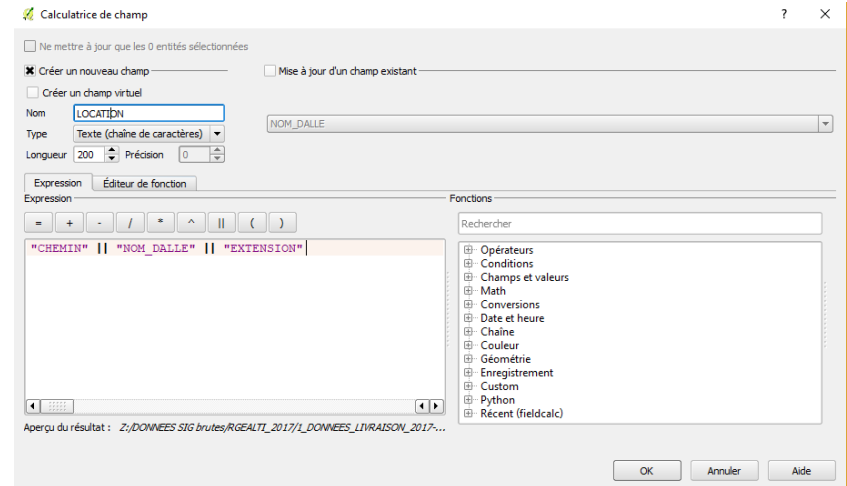 Calculatrice de champ ? ×
Ne mettre à jour que les 0 entités sélectionnées
Créer un nouveau champ
Mise à jour d'un champ existant
Créer un champ virtuel
Nom LOCATION
NOM_DALLE
Type Texte (chaîne de caractères)
Longueur 200 Précision 0
Expression Éditeur de fonction
Expression
Fonctions
= + - / * ^ || ( )
Rechercher
"CHEMIN" || "NOM_DALLE" || "EXTENSION"
Opérateurs
Conditions
Champs et valeurs
Math
Conversions
Date et heure
Chaîne
Couleur
Géométrie
Enregistrement
Custom
Python
Récent (fieldcalc)
Aperçu du résultat : Z:/DONNEES SIG brutes/RGEALTI_2017/1_DONNEES_LIVRAISON_2017-...
OK Annuler Aide